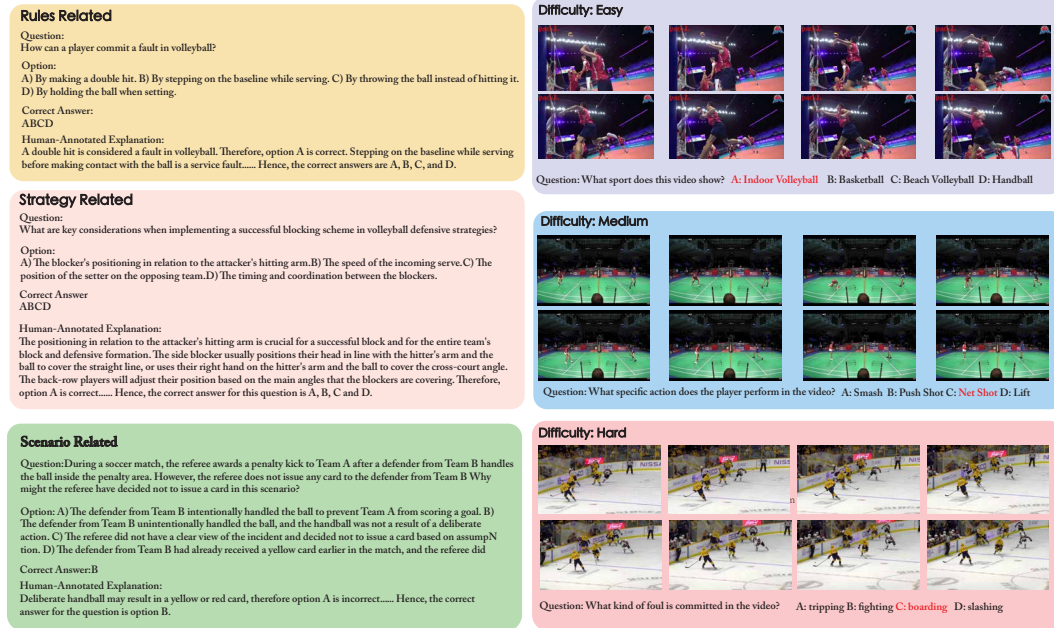 Rules Related
Question:
How can a player commit a fault in volleyball?
Option:
A) By making a double hit. B) By stepping on the baseline while serving. C) By throwing the ball instead of hitting it.
D) By holding the ball when setting.
Correct Answer:
ABCD
Human-Annotated Explanation:
A double hit is considered a fault in volleyball. Therefore, option A is correct. Stepping on the baseline while serving
before making contact with the ball is a service fault...... Hence, the correct answers are A, B, C, and D.
Strategy Related
Question:
What are key considerations when implementing a successful blocking scheme in volleyball defensive strategies?
Option:
A) The blocker's positioning in relation to the attacker's hitting arm.B) The speed of the incoming serve.C) The
position of the setter on the opposing team.D) The timing and coordination between the blockers.
Correct Answer
ABCD
Human-Annotated Explanation:
The positioning in relation to the attacker's hitting arm is crucial for a successful block and for the entire team's
block and defensive formation. The side blocker usually positions their head in line with the hitter's arm and the
ball to cover the straight line, or uses their right hand on the hitter's arm and the ball to cover the cross-court angle.
The back-row players will adjust their position based on the main angles that the blockers are covering. Therefore,
option A is correct...... Hence, the correct answer for this question is A, B, C and D.
Scenario Related
Question:During a soccer match, the referee awards a penalty kick to Team A after a defender from Team B handles
the ball inside the penalty area. However, the referee does not issue any card to the defender from Team B Why
might the referee have decided not to issue a card in this scenario?
Option: A) The defender from Team B intentionally handled the ball to prevent Team A from scoring a goal. B)
The defender from Team B unintentionally handled the ball, and the handball was not a result of a deliberate
action. C) The referee did not have a clear view of the incident and decided not to issue a card based on assumpN
tion. D) The defender from Team B had already received a yellow card earlier in the match, and the referee did
Correct Answer:B
Human-Annotated Explanation:
Deliberate handball may result in a yellow or red card, therefore option A is incorrect...... Hence, the correct
answer for the question is option B.
Difficulty: Easy
Question: What sport does this video show? A: Indoor Volleyball B: Basketball C: Beach Volleyball D: Handball
Difficulty: Medium
Question: What specific action does the player perform in the video? A: Smash B: Push Shot C: Net Shot D: Lift
Difficulty: Hard
NISSA
Question: What kind of foul is committed in the video? A: tripping B: fighting C: boarding D: slashing